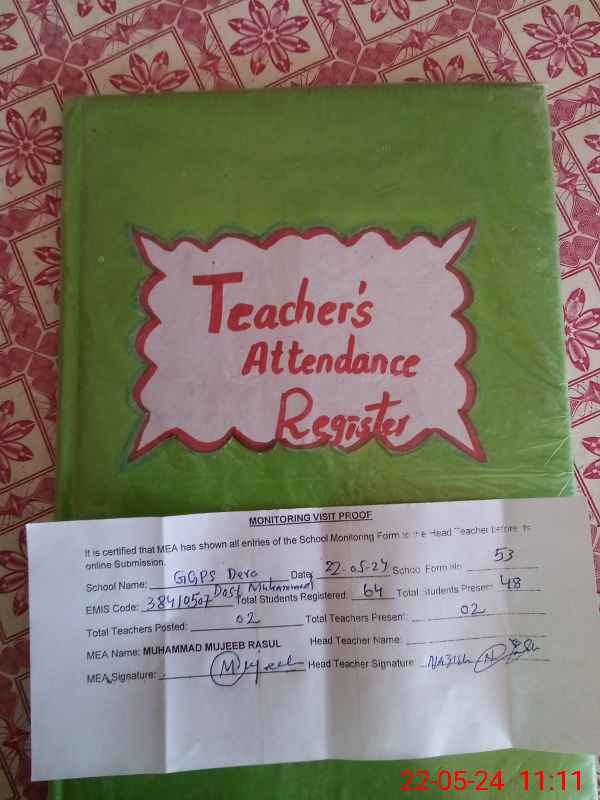 Teacher's
Attendance
Register
MONITORING VISIT PROOF
It is certified that MEA has shown all entries of the School Monitoring Form to the Head Teacher before its
online Submission.
School Name: GGPS Dera Dost Muhammad Date: 22-05-24 School Form No. 53
EMIS Code: 38410507 Total Students Registered: 64 Total Students Present 48
Total Teachers Posted: 02 Total Teachers Present: 02
MEA Name: MUHAMMAD MUJEEB RASUL Head Teacher Name:
MEA Signature: Mujeeb Head Teacher Signature
22-05-24 11:11